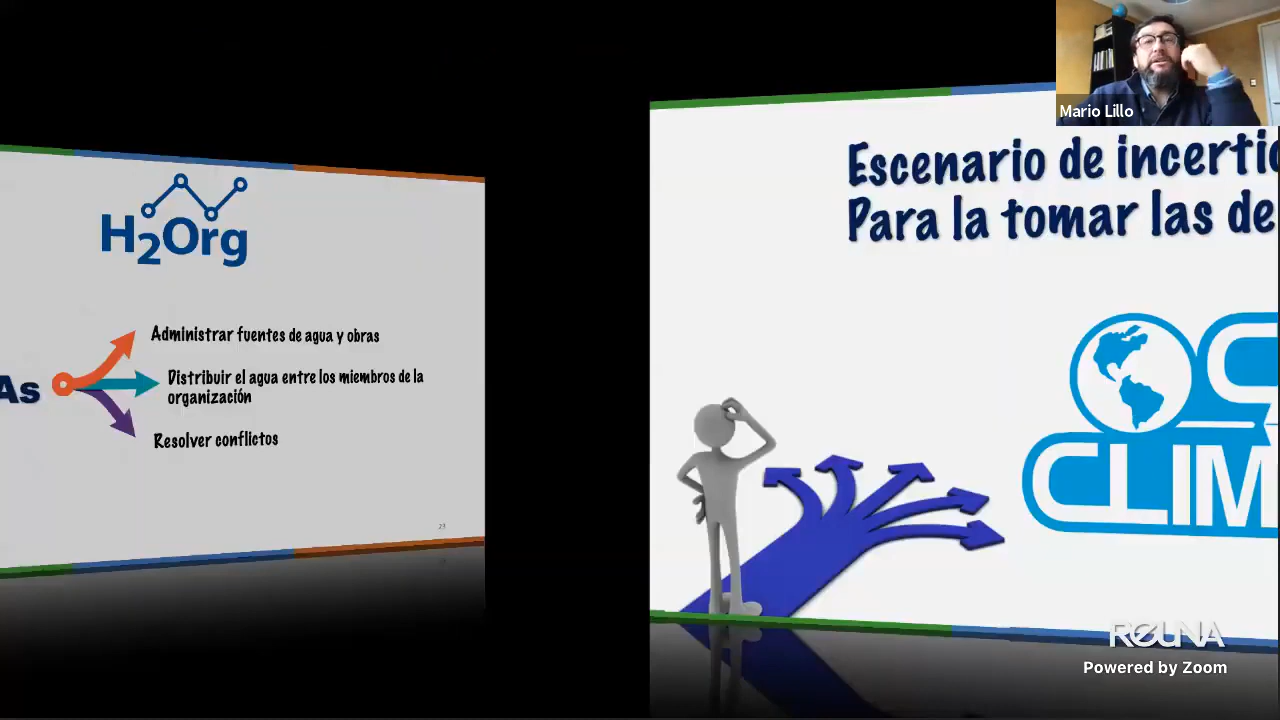 Mario Lillo
H2Org
As
Administrar fuentes de agua y obras
Distribuir el agua entre los miembros de la
organización
Resolver conflictos
23
Escenario de incerti
Para la tomar las de
CLIM
REUNA
Powered by Zoom